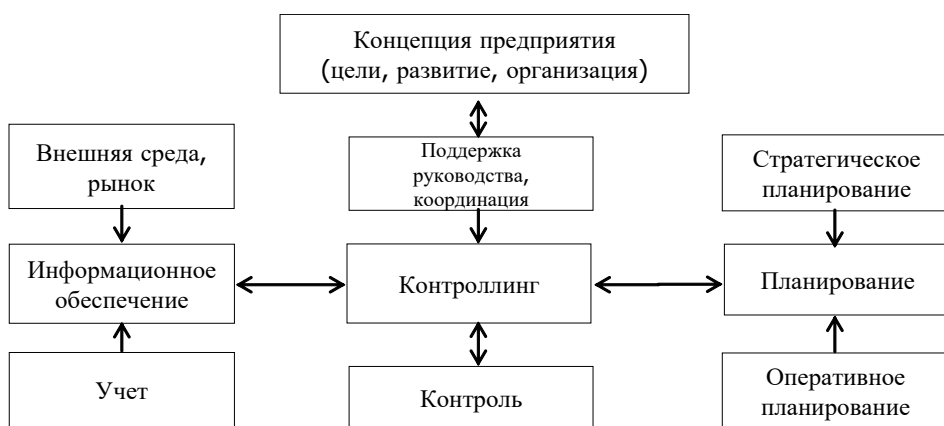 Концепция предприятия
(цели, развитие, организация)
Внешняя среда,
рынок
Поддержка
руководства,
координация
Стратегическое
планирование
Информационное
обеспечение
Контроллинг
Планирование
Учет
Контроль
Оперативное
планирование